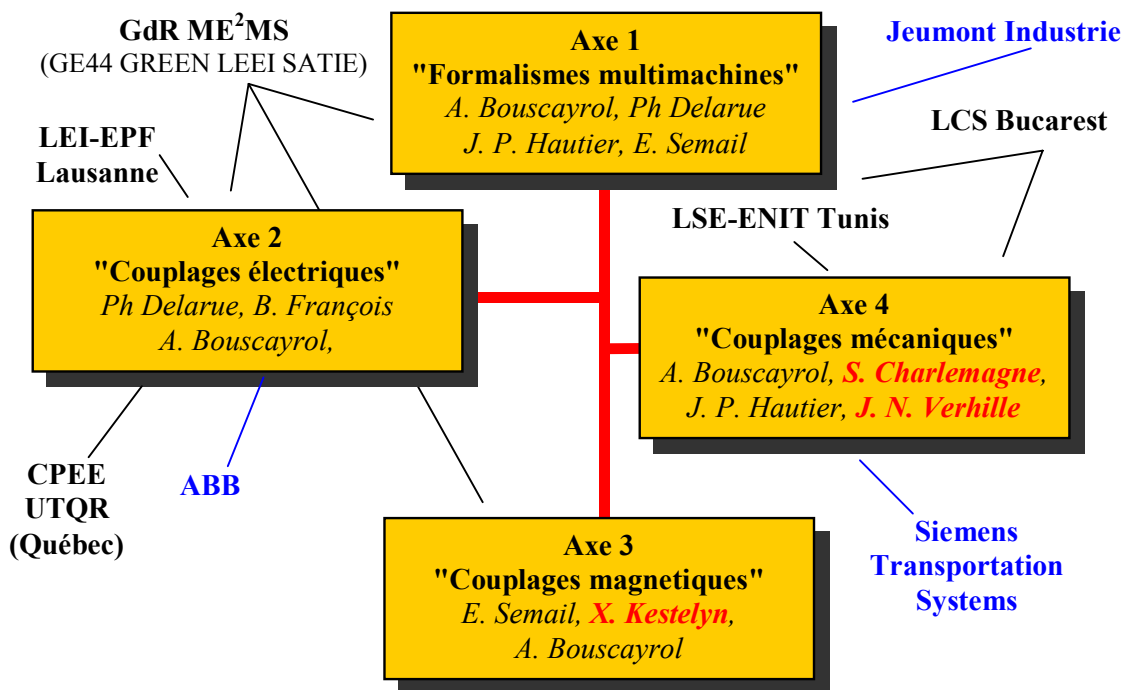 GdR ME²MS
(GE44 GREEN LEEI SATIE)
Axe 1
"Formalismes multimachines"
A. Bouscayrol, Ph Delarue
J. P. Hautier, E. Semail
Jeumont Industrie
LCS Bucarest
LEI-EPF
Lausanne
LSE-ENIT Tunis
Axe 2
"Couplages électriques"
Ph Delarue, B. François
A. Bouscayrol,
Axe 4
"Couplages mécaniques"
A. Bouscayrol, S. Charlemagne,
J. P. Hautier, J. N. Verhille
CPEE
UTQR
(Québec)
ABB
Axe 3
"Couplages magnetiques"
E. Semail, X. Kestelyn,
A. Bouscayrol
Siemens
Transportation
Systems